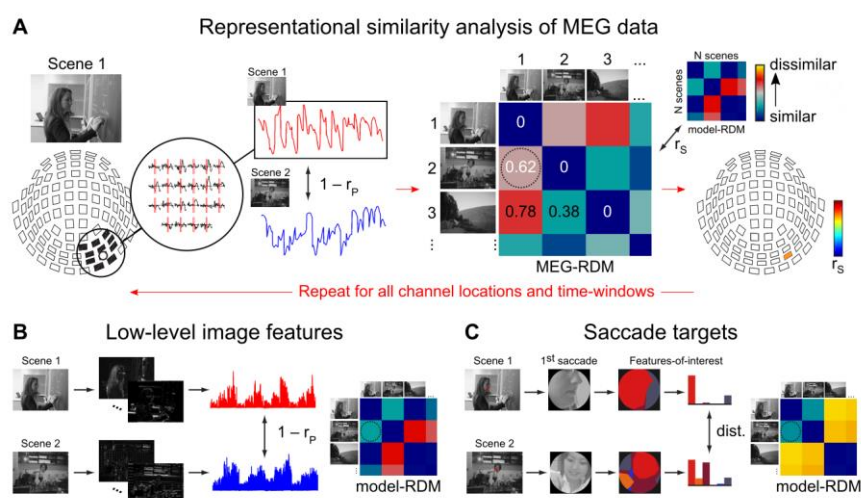 A
Representational similarity analysis of MEG data
Scene 1
Scene 1
Scene 2
1 – rP
1 2 3 ...
1
2
3
⋮
0
0.62 0
0.78 0.38 0
MEG-RDM
rS
N scenes
N scenes
model-RDM
dissimilar
similar
rS
Repeat for all channel locations and time-windows
B
Low-level image features
Scene 1
...
Scene 2
...
1 – rP
...
⋮
model-RDM
C
Saccade targets
Scene 1
1st saccade
Features-of-interest
Scene 2
dist.
...
⋮
model-RDM